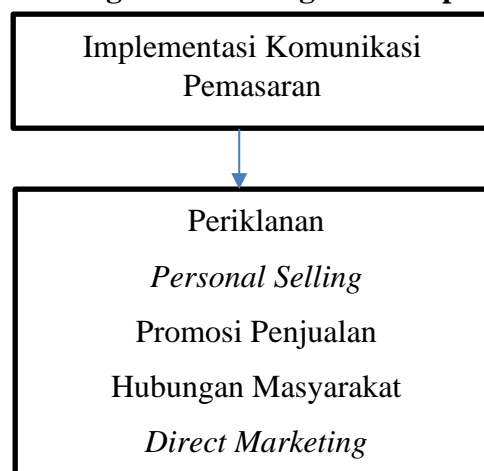 Implementasi Komunikasi
Pemasaran
Periklanan
Personal Selling
Promosi Penjualan
Hubungan Masyarakat
Direct Marketing